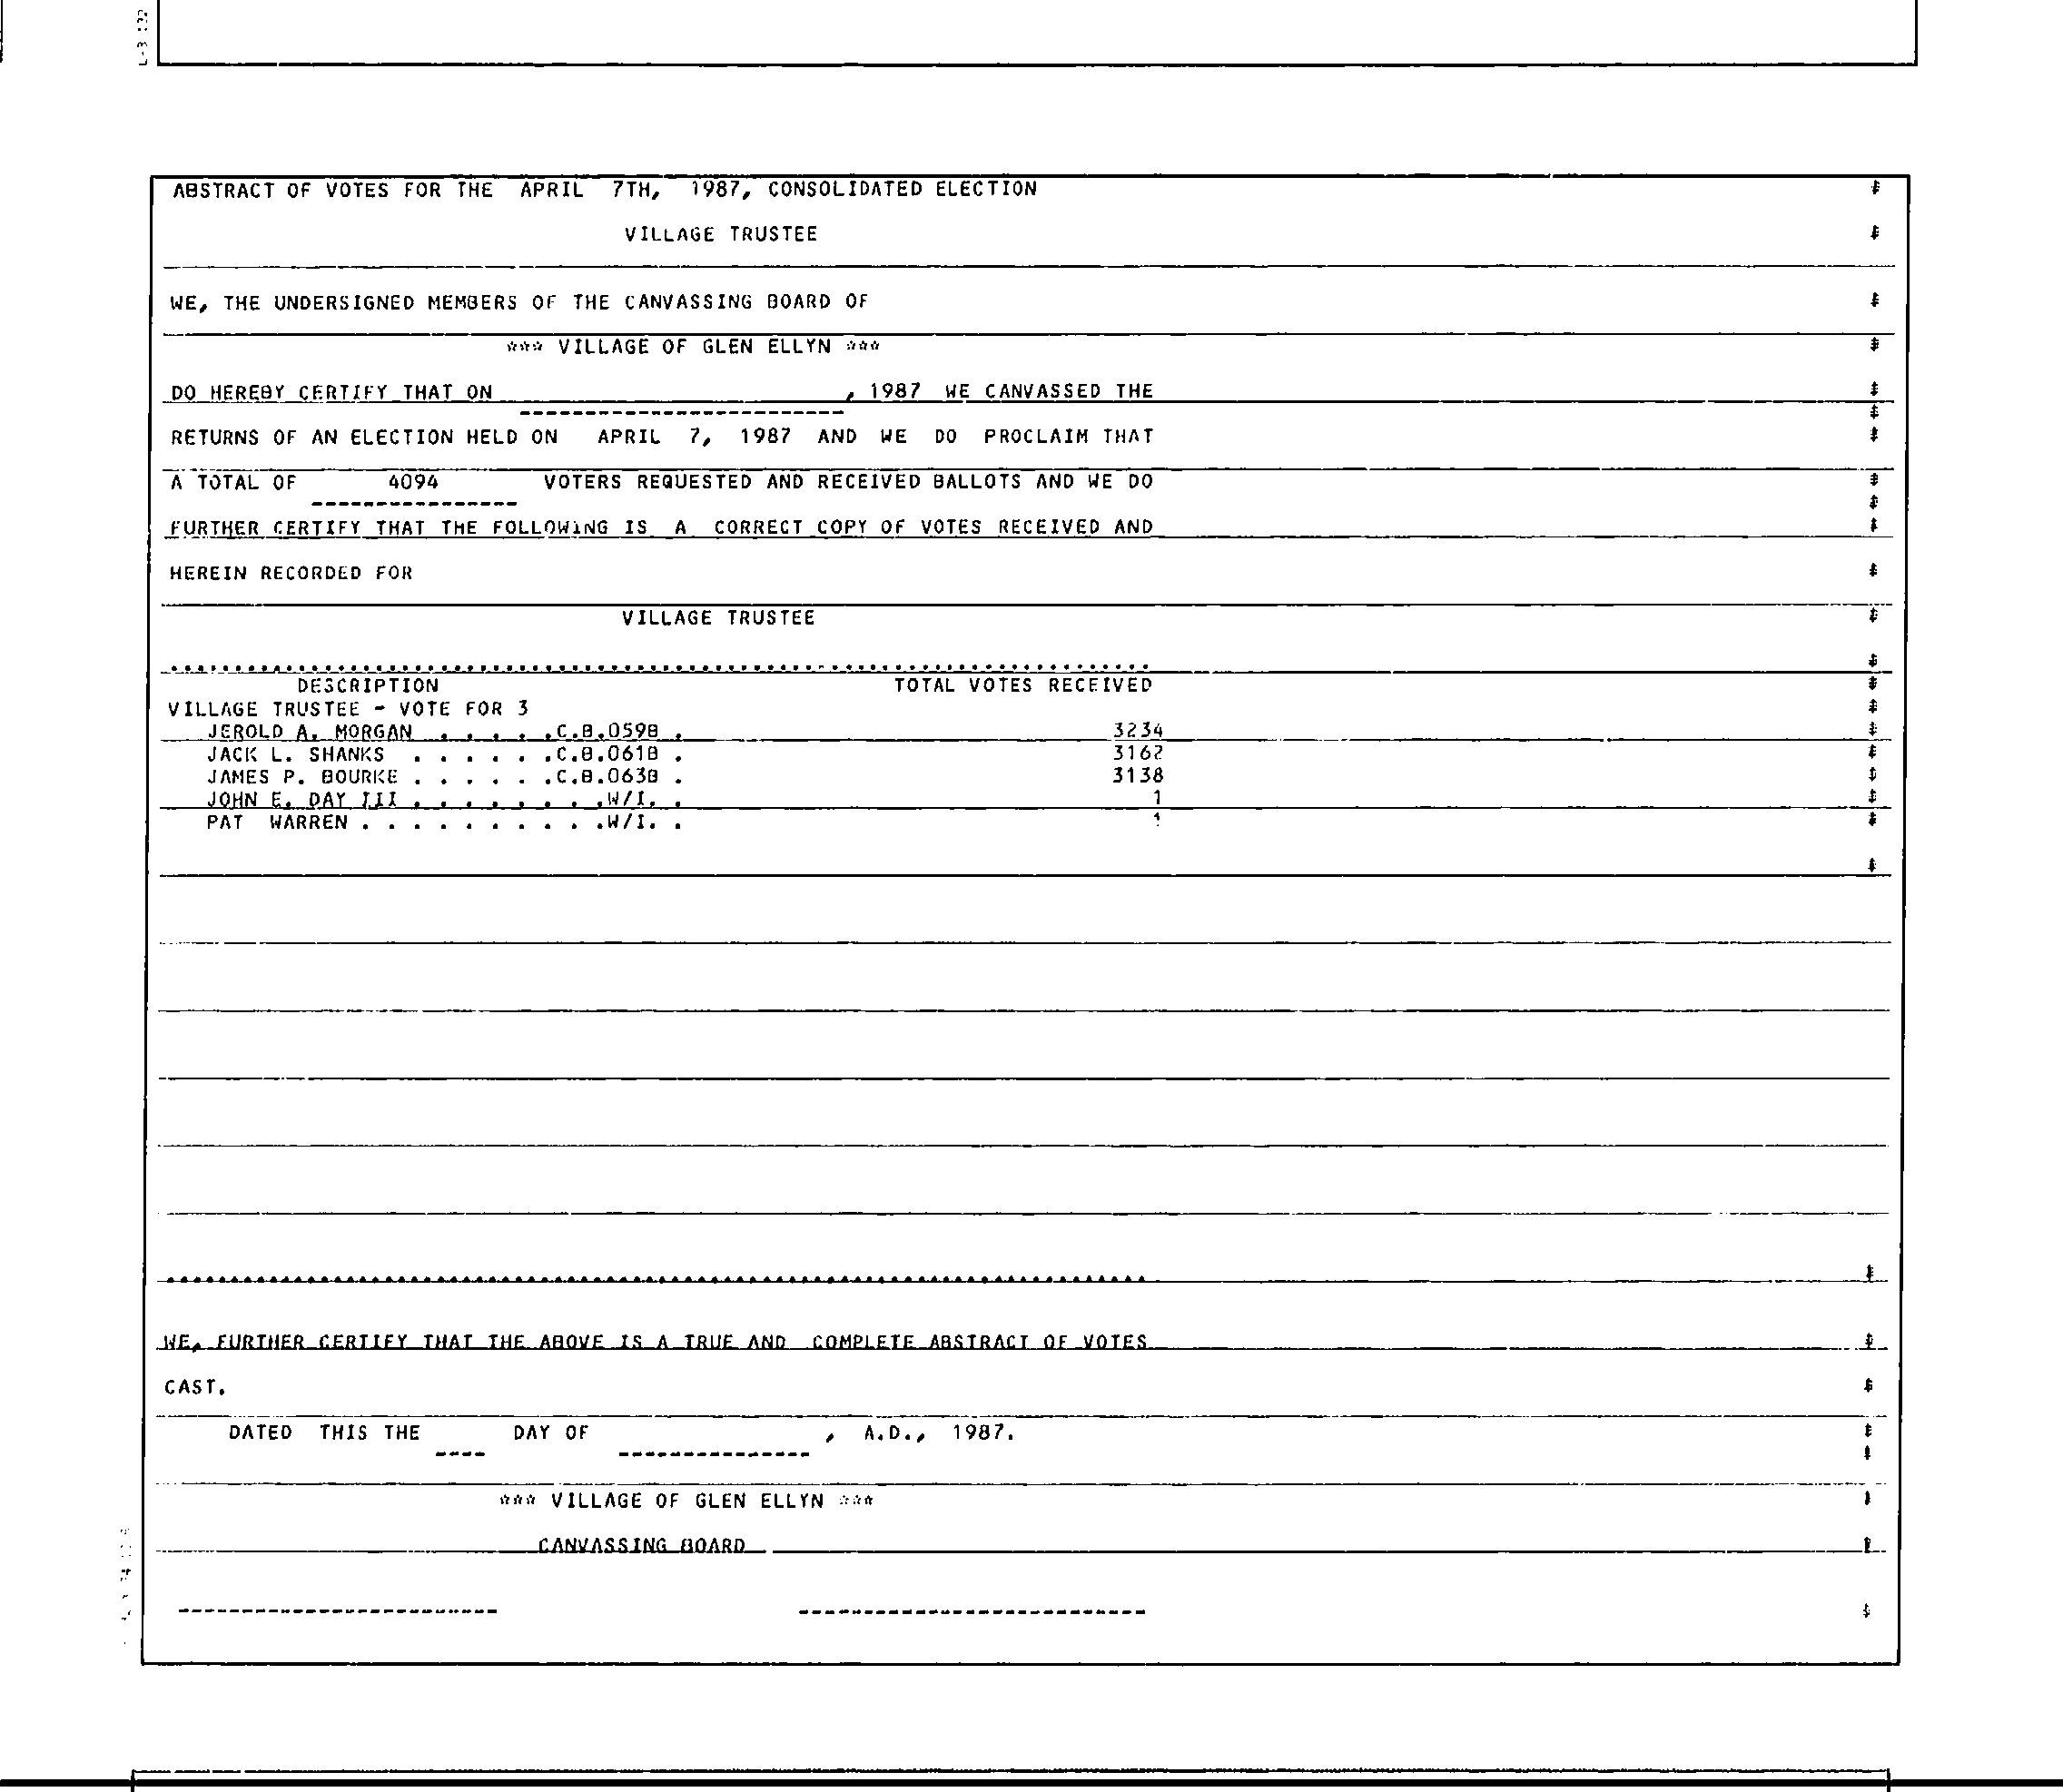 ABSTRACT OF VOTES FOR THE APRIL 7TH, 1987, CONSOLIDATED ELECTION
VILLAGE TRUSTEE
WE, THE UNDERSIGNED MEMBERS OF THE CANVASSING BOARD OF
*** VILLAGE OF GLEN ELLYN ***
DO HEREBY CERTIFY THAT ON , 1987 WE CANVASSED THE
RETURNS OF AN ELECTION HELD ON APRIL 7, 1987 AND WE DO PROCLAIM THAT
A TOTAL OF 4094 VOTERS REQUESTED AND RECEIVED BALLOTS AND WE DO
FURTHER CERTIFY THAT THE FOLLOWING IS A CORRECT COPY OF VOTES RECEIVED AND
HEREIN RECORDED FOR
VILLAGE TRUSTEE
DESCRIPTION TOTAL VOTES RECEIVED
VILLAGE TRUSTEE - VOTE FOR 3
JEROLD A. MORGAN . . . . . .C.B.059B . 3234
JACK L. SHANKS . . . . . .C.B.061B . 3162
JAMES P. BOURKE . . . . . .C.B.063B . 3138
JOHN E. DAY III . . . . . . . .W/I. . 1
PAT WARREN . . . . . . . . . .W/I. . 1
WE, FURTHER CERTIFY THAT THE ABOVE IS A TRUE AND COMPLETE ABSTRACT OF VOTES
CAST.
DATED THIS THE ---- DAY OF --------------- , A.D., 1987.
*** VILLAGE OF GLEN ELLYN ***
CANVASSING BOARD